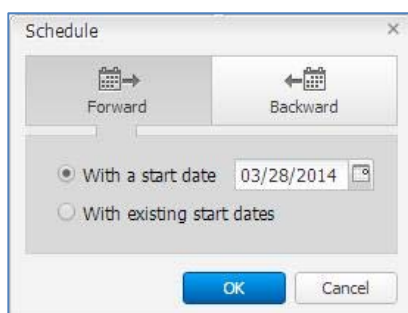 Schedule
Forward Backward
With a start date 03/28/2014
With existing start dates
OK Cancel